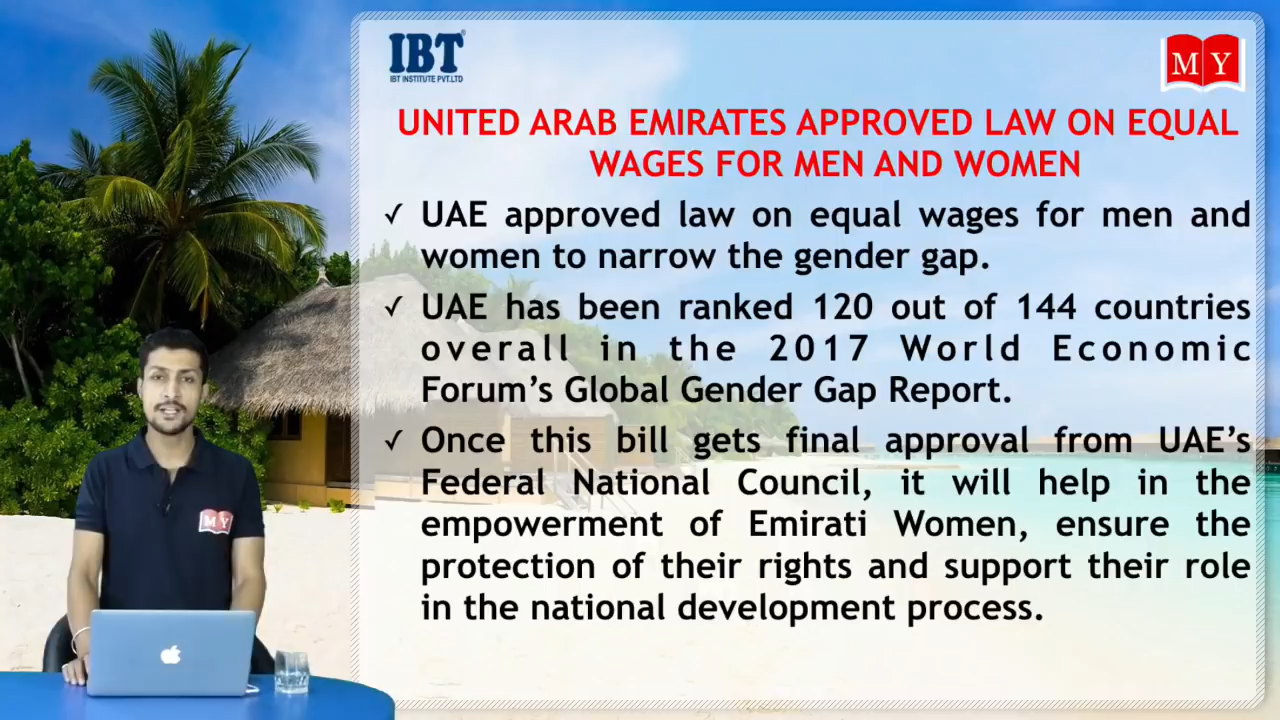 IBT
IBT INSTITUTE PVT.LTD
M Y
UNITED ARAB EMIRATES APPROVED LAW ON EQUAL
WAGES FOR MEN AND WOMEN
✓ UAE approved law on equal wages for men and
women to narrow the gender gap.
✓ UAE has been ranked 120 out of 144 countries
overall in the 2017 World Economic
Forum’s Global Gender Gap Report.
✓ Once this bill gets final approval from UAE’s
Federal National Council, it will help in the
empowerment of Emirati Women, ensure the
protection of their rights and support their role
in the national development process.
M Y